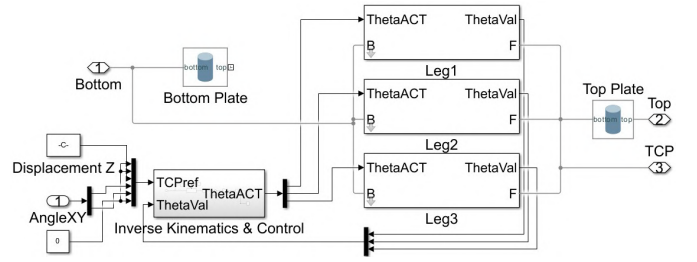 ThetaACT ThetaVal
B F
Leg1
1
Bottom
bottom top
Bottom Plate
ThetaACT ThetaVal
B F
Leg2
Top Plate
bottom top
Top
2
TCP
3
-C-
Displacement Z
ThetaACT ThetaVal
B F
Leg3
1
AngleXY
0
TCPref
ThetaACT
ThetaVal
Inverse Kinematics & Control